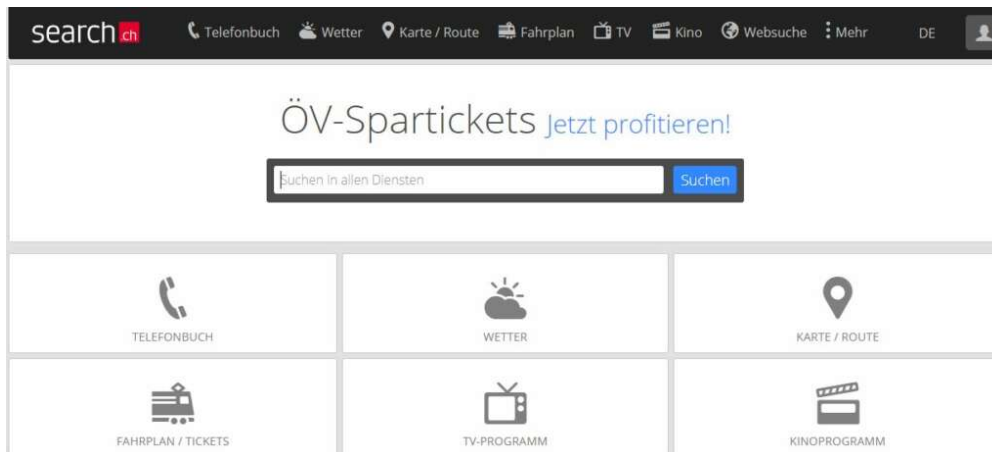 search.ch Telefonbuch Wetter Karte / Route Fahrplan TV Kino Websuche Mehr DE
ÖV-Spartickets Jetzt profitieren!
Suchen in allen Diensten Suchen
TELEFONBUCH WETTER KARTE / ROUTE
FAHRPLAN / TICKETS TV-PROGRAMM KINOPROGRAMM